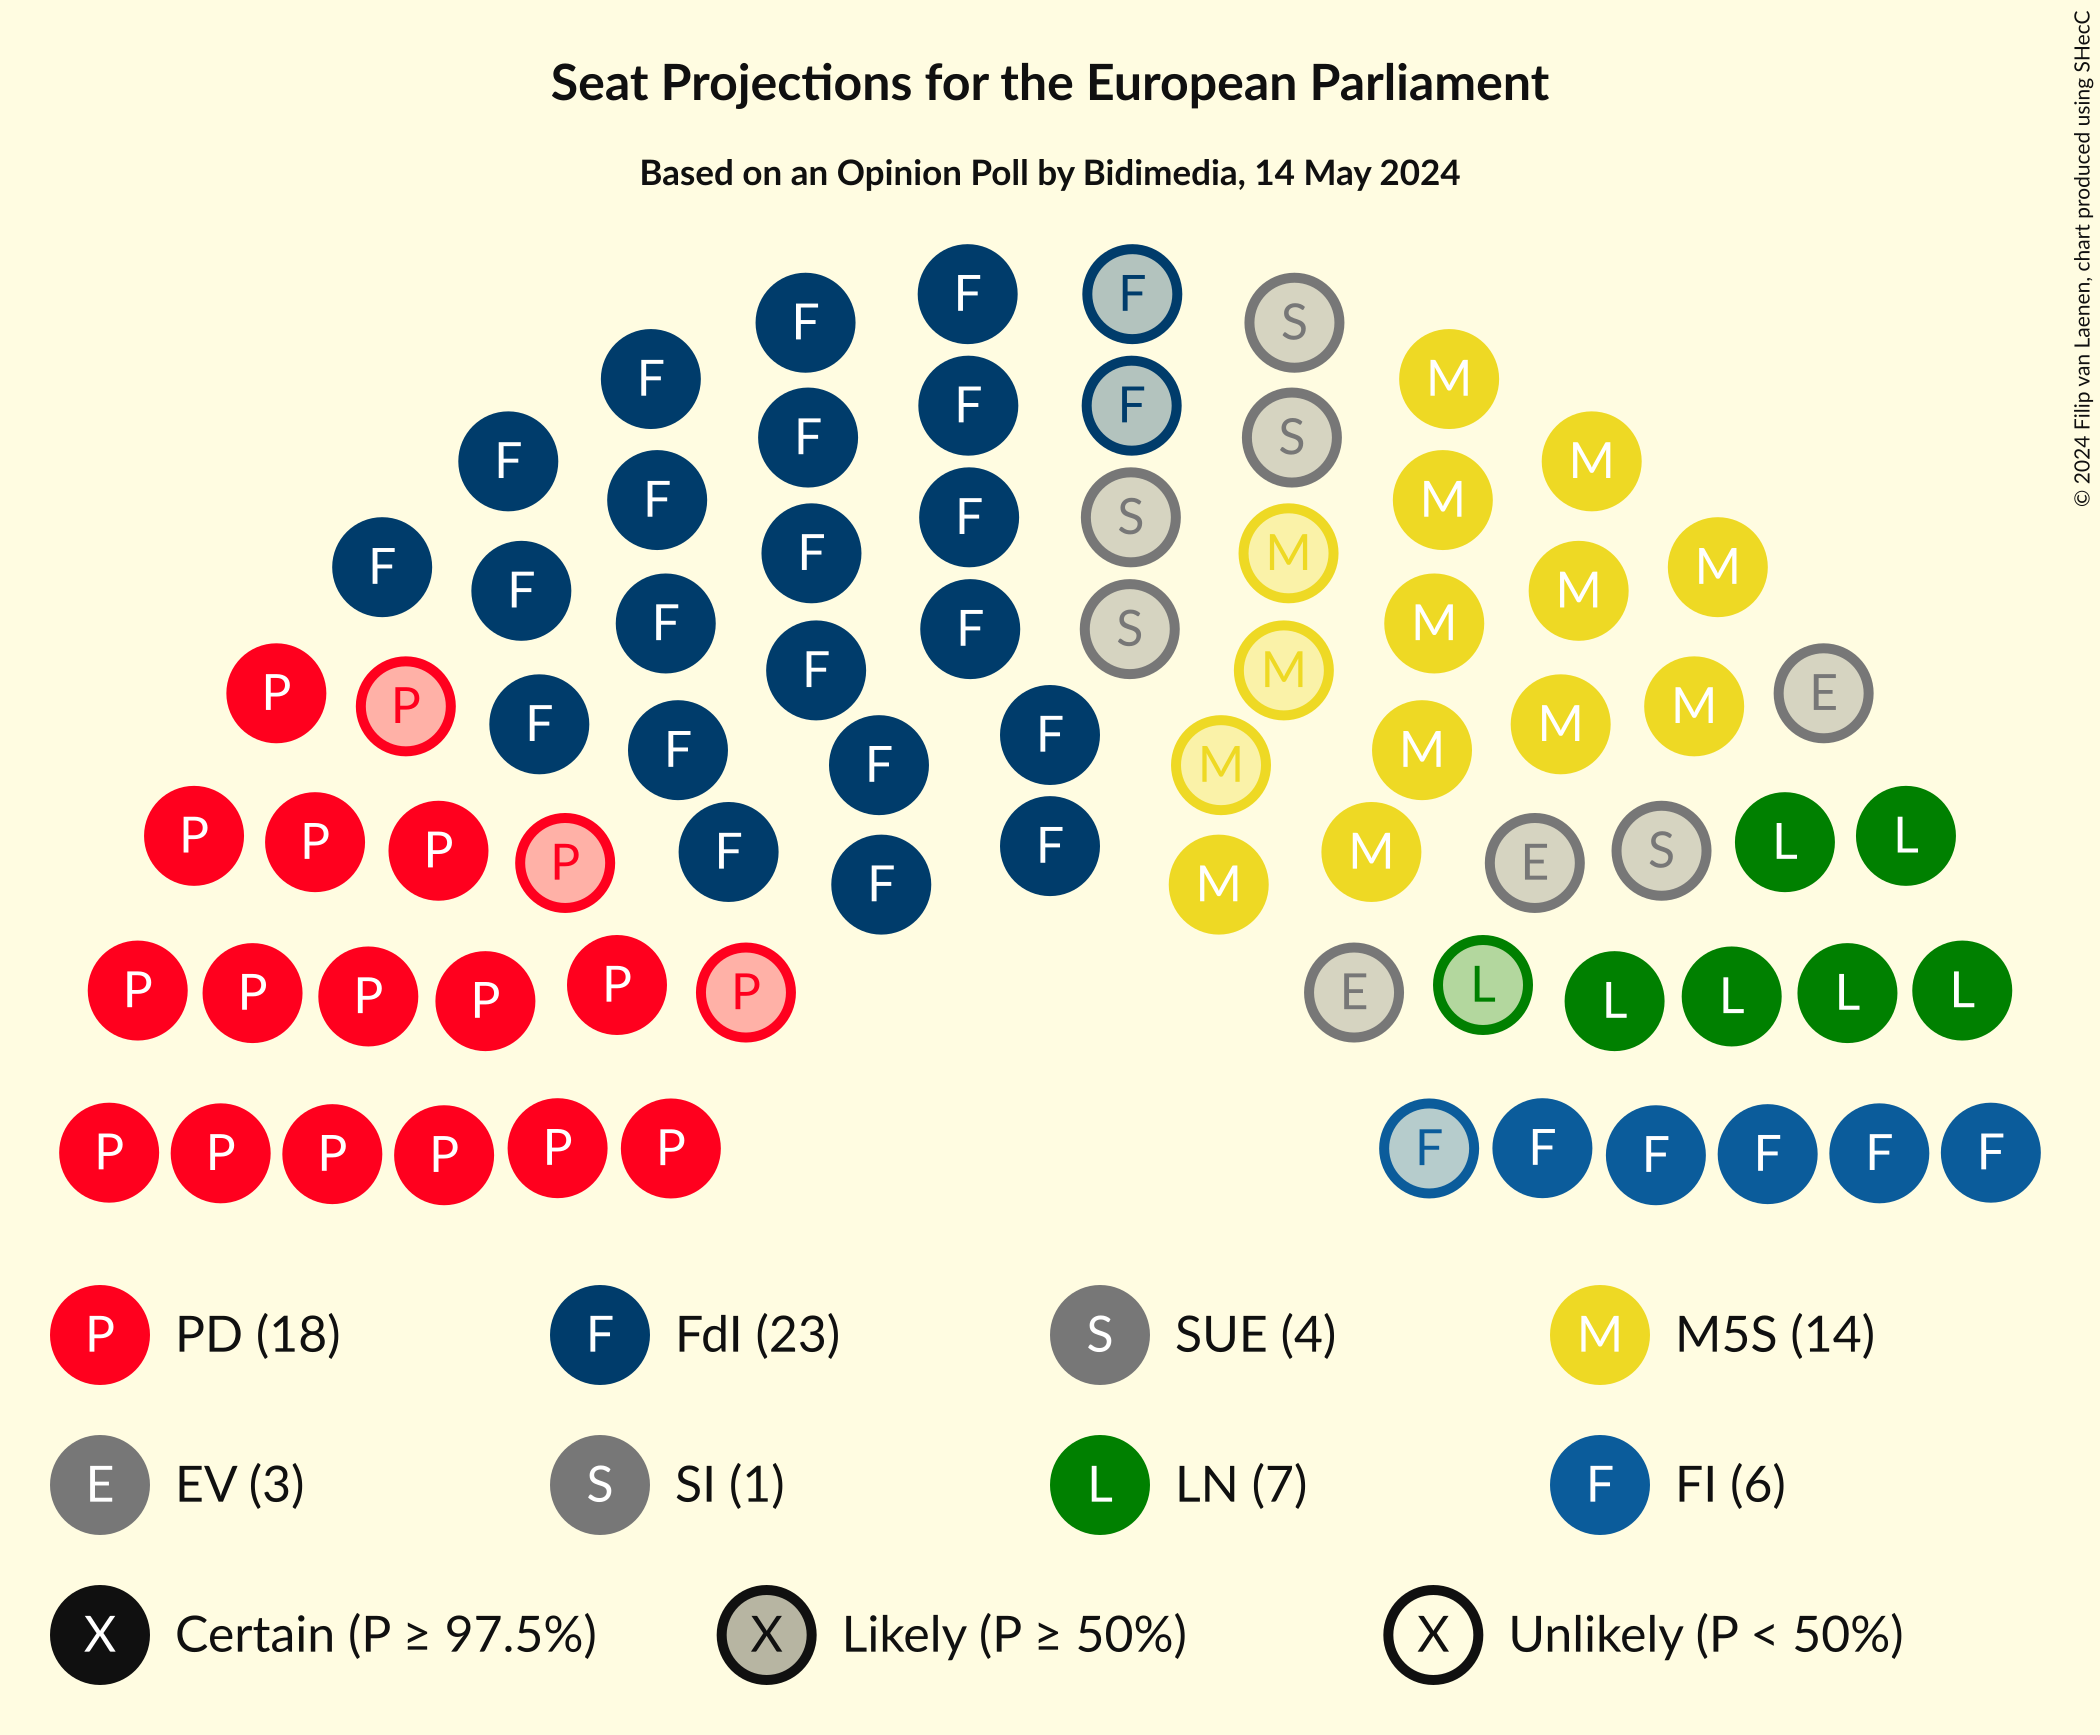 Seat Projections for the European Parliament
Based on an Opinion Poll by Bidimedia, 14 May 2024
© 2024 Filip van Laenen, chart produced using SHecC
F F
F S
F F F S M
F F M
F F S M M
F F M
F F F S M M
F F M M
P P F F F F M M M M E
P P P P F F F M M E S L L
P P P P P P E L L L L L
P P P P P P F F F F F F
P PD (18) F FdI (23) S SUE (4) M M5S (14)
E EV (3) S SI (1) L LN (7) F FI (6)
X Certain (P ≥ 97.5%) X Likely (P ≥ 50%) X Unlikely (P < 50%)